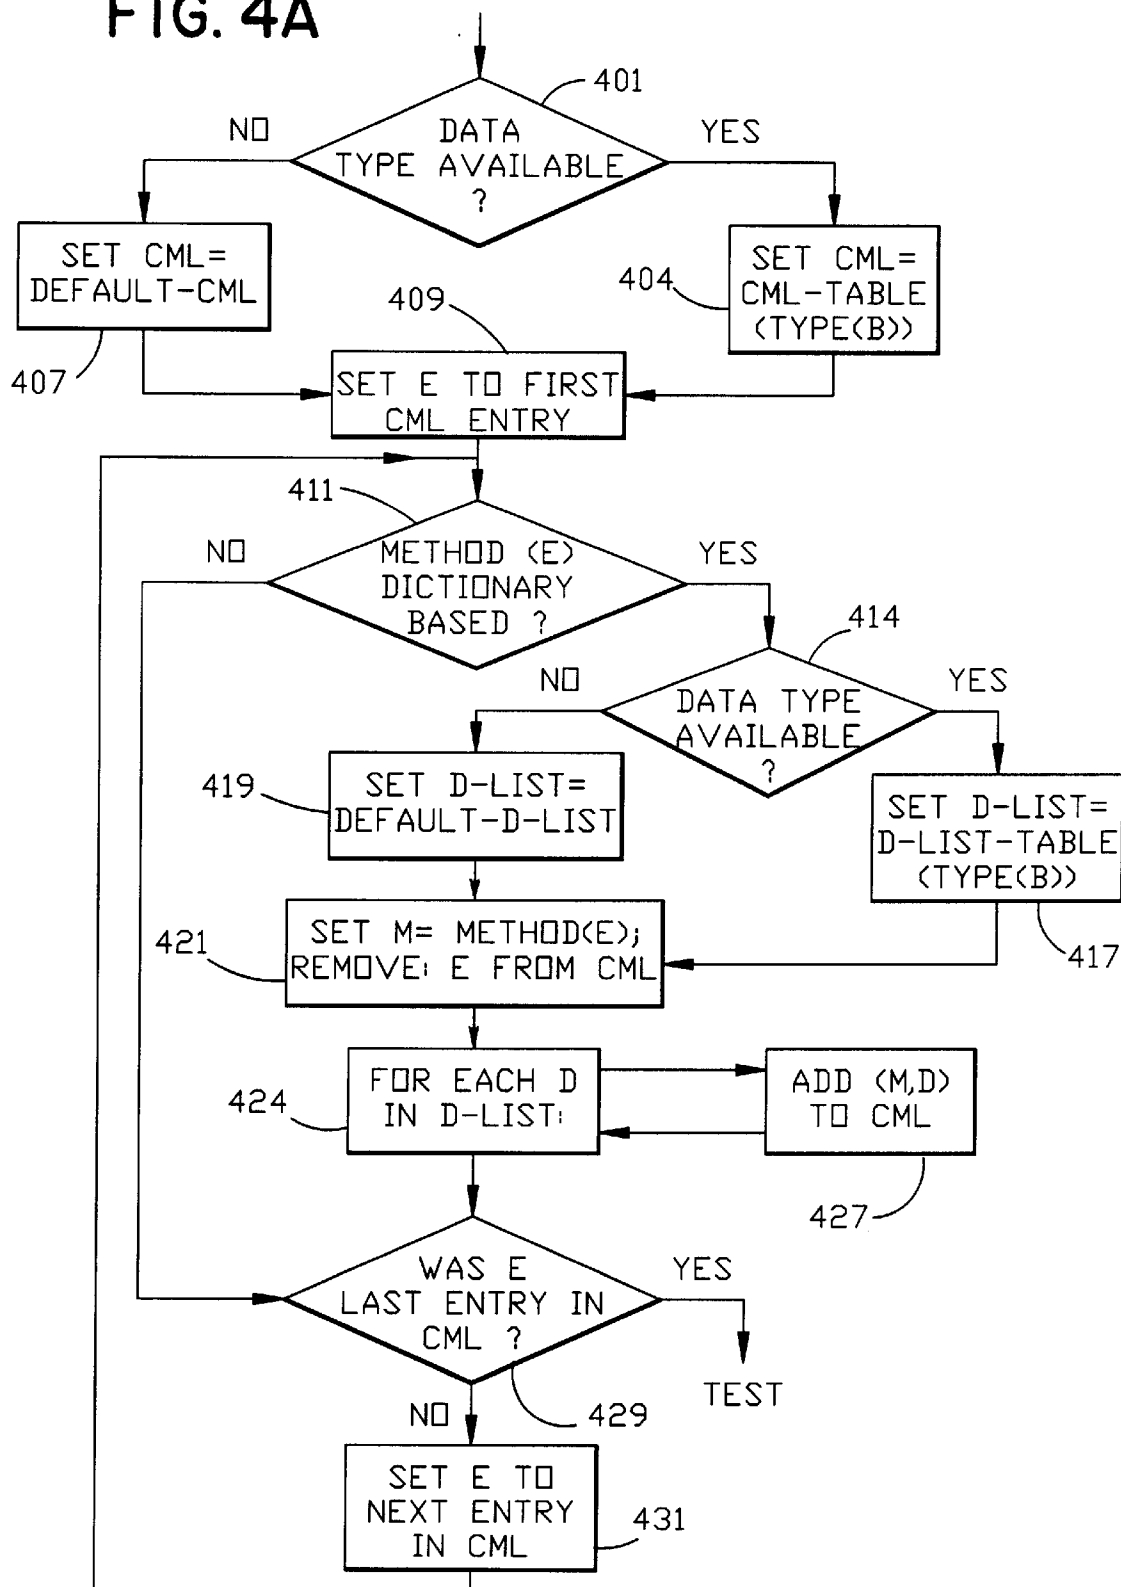 FIG. 4A
401
NO
DATA
TYPE AVAILABLE
?
YES
SET CML=
DEFAULT-CML
407
404
SET CML=
CML-TABLE
(TYPE(B))
409
SET E TO FIRST
CML ENTRY
411
NO
METHOD (E)
DICTIONARY
BASED ?
YES
414
NO
DATA TYPE
AVAILABLE
?
YES
419
SET D-LIST=
DEFAULT-D-LIST
SET D-LIST=
D-LIST-TABLE
(TYPE(B))
417
421
SET M= METHOD(E);
REMOVE: E FROM CML
424
FOR EACH D
IN D-LIST:
ADD (M,D)
TO CML
427
WAS E
LAST ENTRY IN
CML ?
YES
TEST
429
NO
SET E TO
NEXT ENTRY
IN CML
431